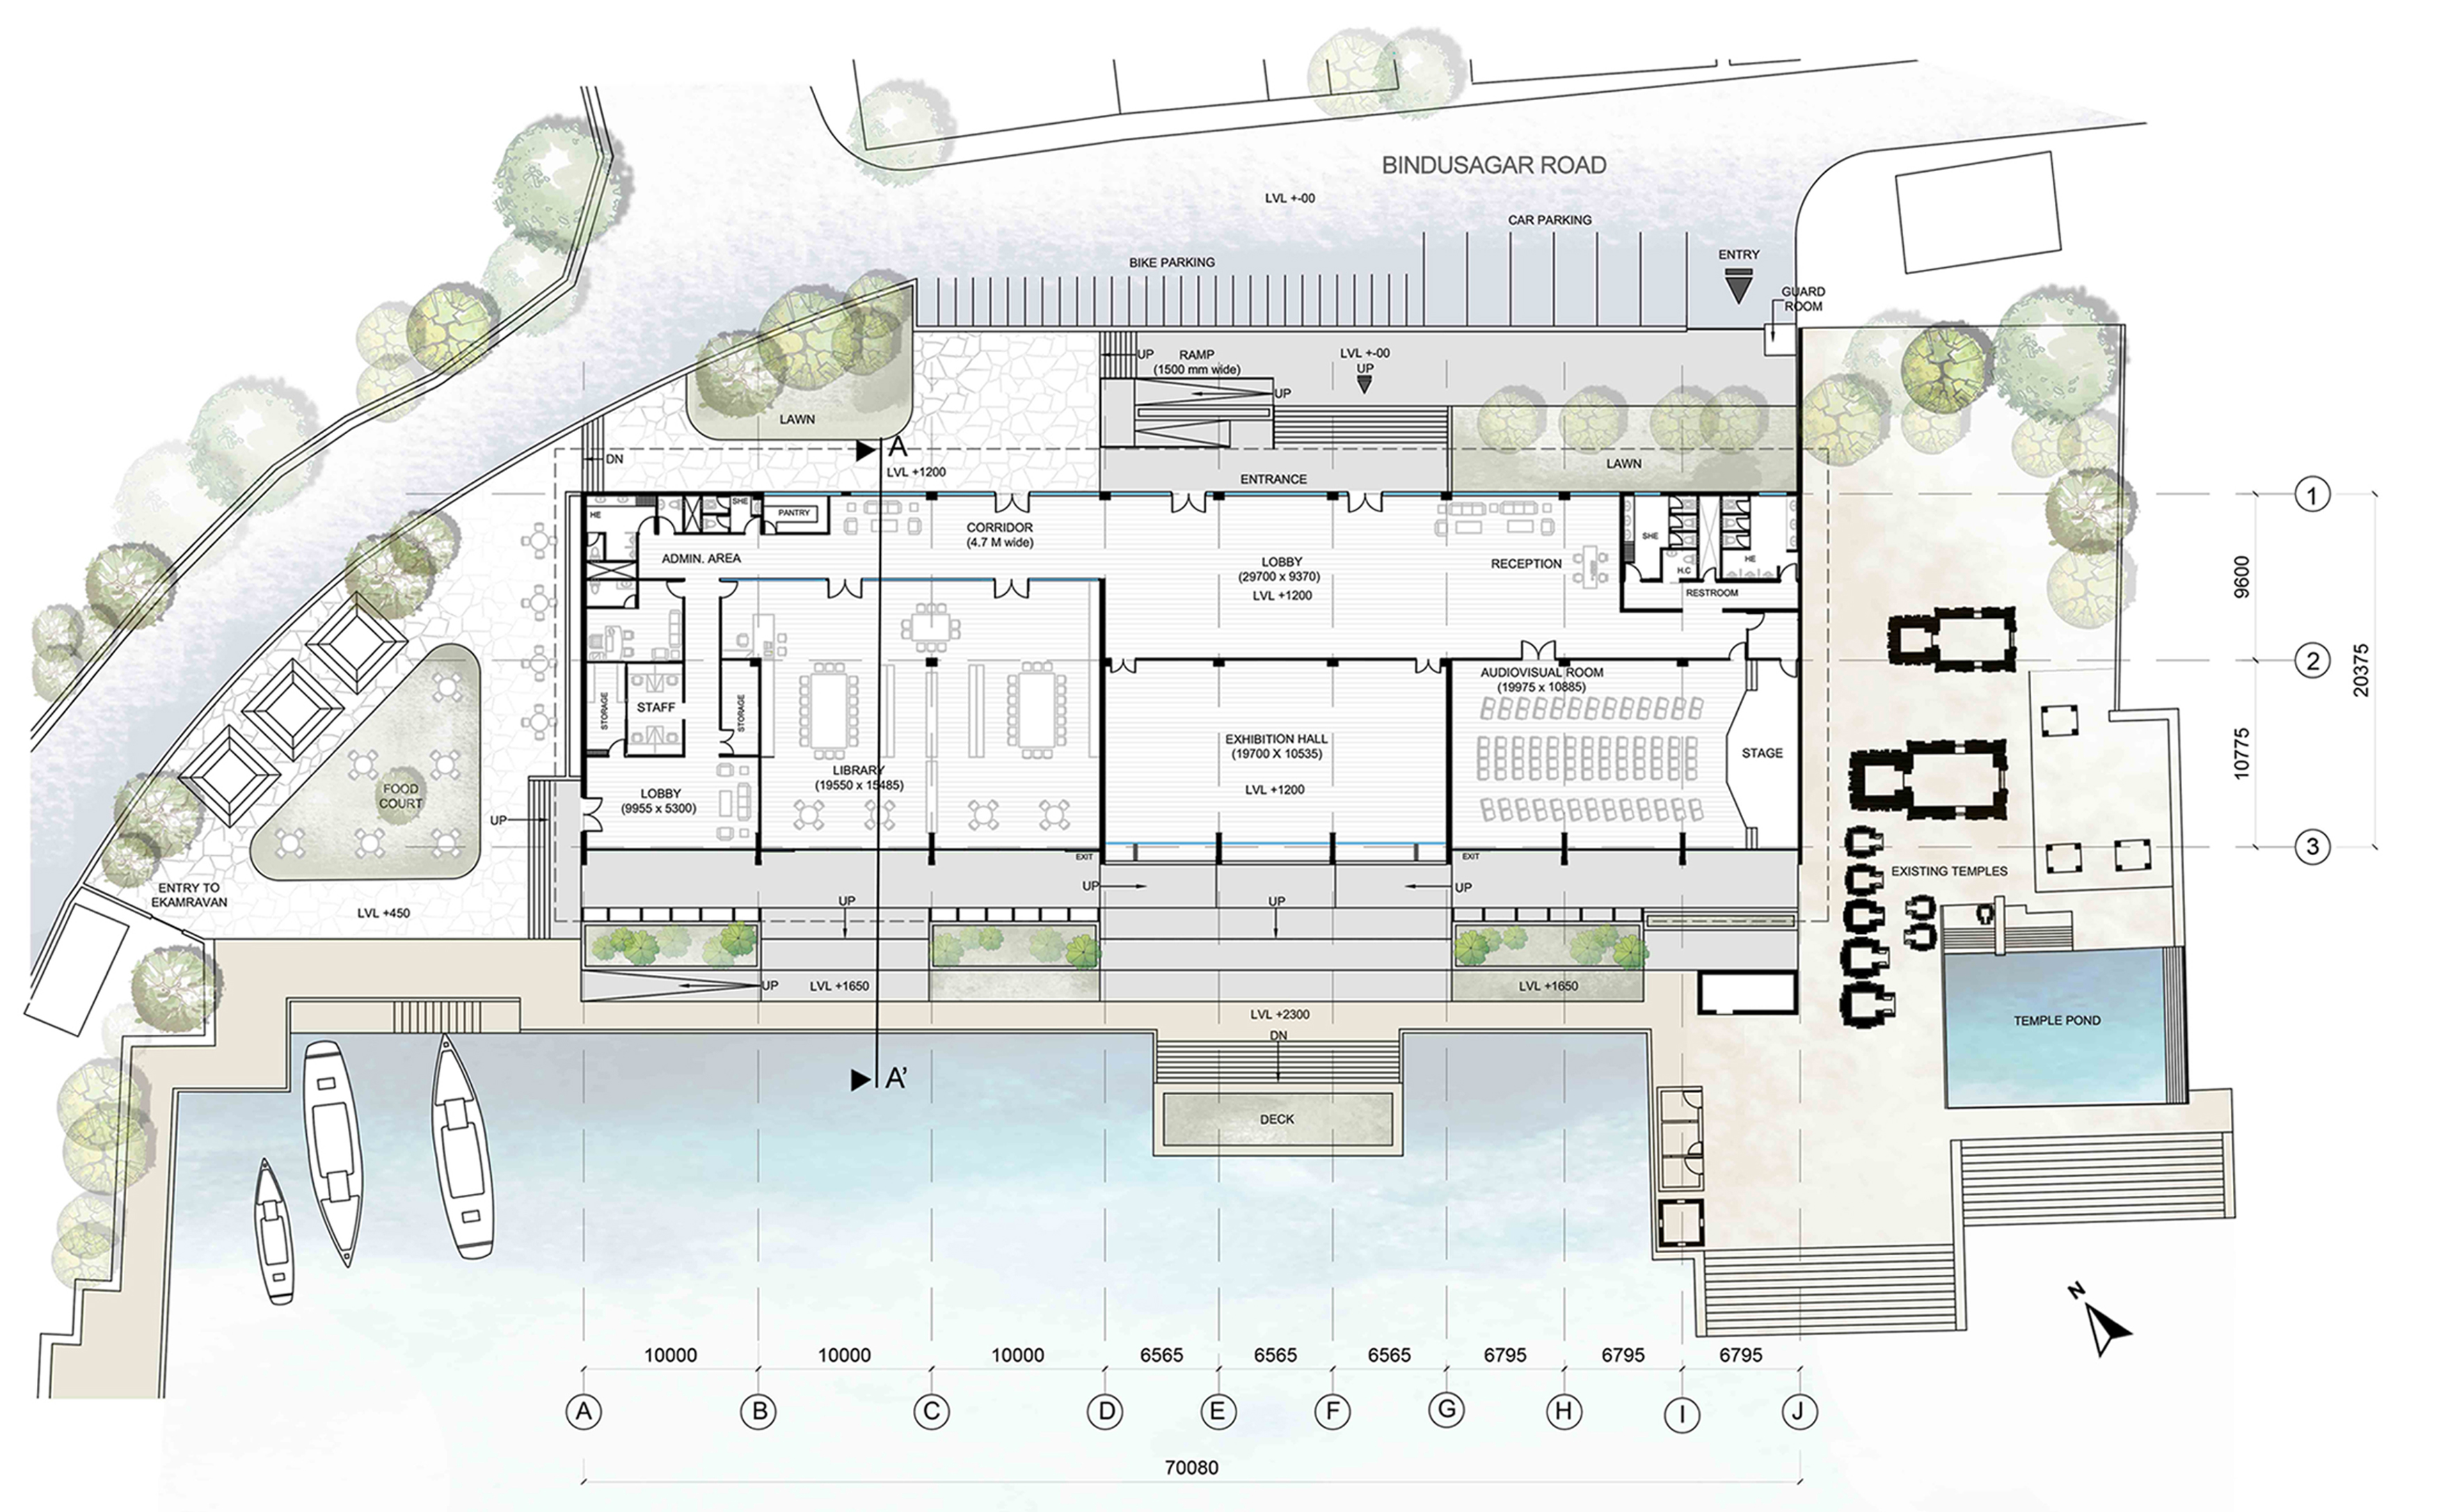 BINDUSAGAR ROAD
LVL +-00
CAR PARKING
BIKE PARKING
ENTRY
GUARD
ROOM
UP
RAMP
(1500 mm wide)
LVL +-00
UP
UP
LAWN
A
DN
LVL +1200
ENTRANCE
LAWN
1
HE
SHE
PANTRY
CORRIDOR
(4.7 M wide)
ADMIN. AREA
LOBBY
(29700 x 9370)
LVL +1200
RECEPTION
SHE
H.C
HE
RESTROOM
9600
2
20375
STORAGE
STAFF
STORAGE
AUDIOVISUAL ROOM
(19975 x 10885)
EXHIBITION HALL
(19700 X 10535)
LVL +1200
STAGE
10775
LIBRARY
(19550 x 15485)
LOBBY
(9955 x 5300)
FOOD
COURT
UP
3
EXIT
EXIT
EXISTING TEMPLES
ENTRY TO
EKAMRAVAN
UP
UP
UP
UP
LVL +450
UP
LVL +1650
LVL +1650
LVL +2300
DN
TEMPLE POND
A'
DECK
N
10000
10000
10000
6565
6565
6565
6795
6795
6795
A
B
C
D
E
F
G
H
I
J
70080